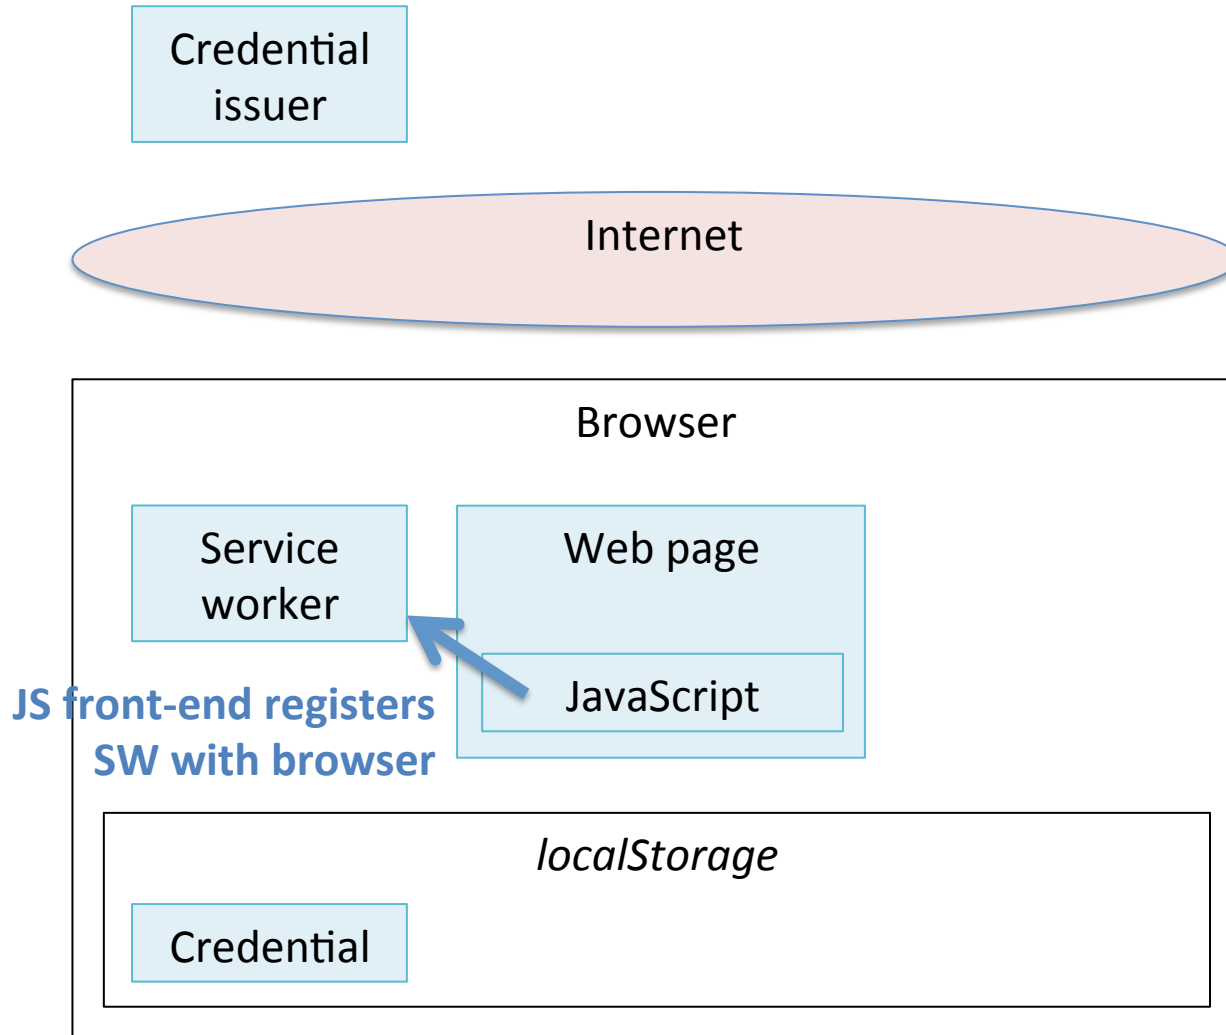 Credential
issuer
Internet
Browser
Service
worker
Web page
JavaScript
JS front-end registers
SW with browser
localStorage
Credential